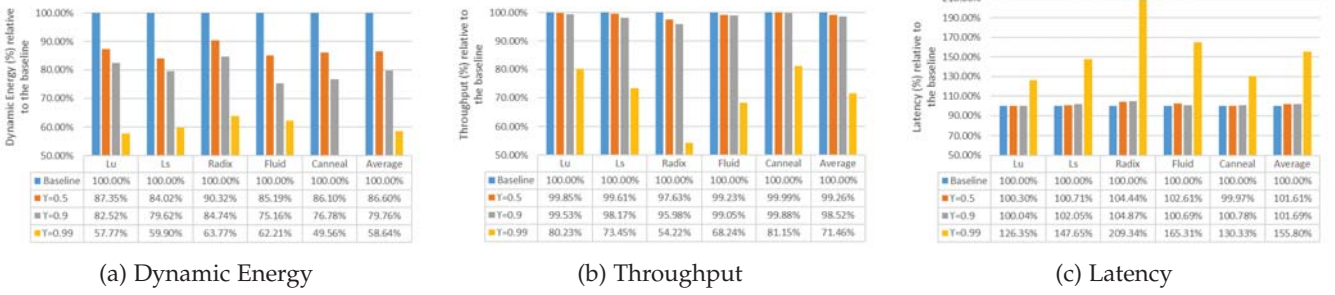 Dynamic Energy (%) relative
to the baseline
100.00%
90.00%
80.00%
70.00%
60.00%
50.00%
Lu Ls Radix Fluid Canneal Average
Baseline 100.00% 100.00% 100.00% 100.00% 100.00% 100.00%
Υ=0.5 87.35% 84.02% 90.32% 85.19% 86.10% 86.60%
Υ=0.9 82.52% 79.62% 84.74% 75.16% 76.78% 79.76%
Υ=0.99 57.77% 59.90% 63.77% 62.21% 49.56% 58.64%
(a) Dynamic Energy
Throughput (%) relative to
the baseline
100.00%
90.00%
80.00%
70.00%
60.00%
50.00%
Lu Ls Radix Fluid Canneal Average
Baseline 100.00% 100.00% 100.00% 100.00% 100.00% 100.00%
Υ=0.5 99.85% 99.61% 97.63% 99.23% 99.99% 99.26%
Υ=0.9 99.53% 98.17% 95.98% 99.05% 99.88% 98.52%
Υ=0.99 80.23% 73.45% 54.22% 68.24% 81.15% 71.46%
(b) Throughput
Latency (%) relative to
the baseline
210.00%
190.00%
170.00%
150.00%
130.00%
110.00%
90.00%
70.00%
50.00%
Lu Ls Radix Fluid Canneal Average
Baseline 100.00% 100.00% 100.00% 100.00% 100.00% 100.00%
Υ=0.5 100.30% 100.71% 104.44% 102.61% 99.97% 101.61%
Υ=0.9 100.04% 102.05% 104.87% 100.69% 100.78% 101.69%
Υ=0.99 126.35% 147.65% 209.34% 165.31% 130.33% 155.80%
(c) Latency